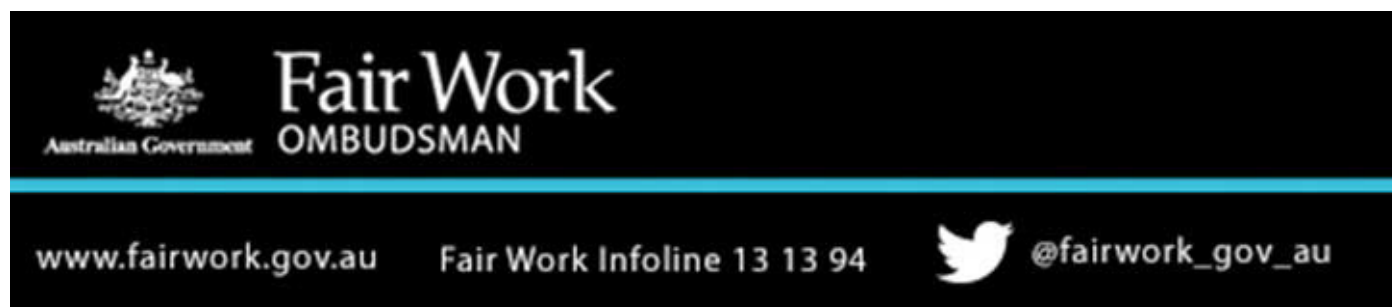 Fair Work
Australian Government OMBUDSMAN
www.fairwork.gov.au Fair Work Infoline 13 13 94 @fairwork_gov_au